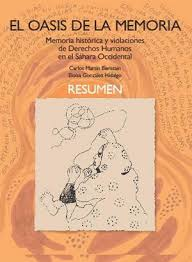 EL OASIS DE LA MEMORIA
Memoria histórica y violaciones
de Derechos Humanos
en el Sáhara Occidental
Carlos Martín Beristain
Eloísa González Hidalgo
RESUMEN